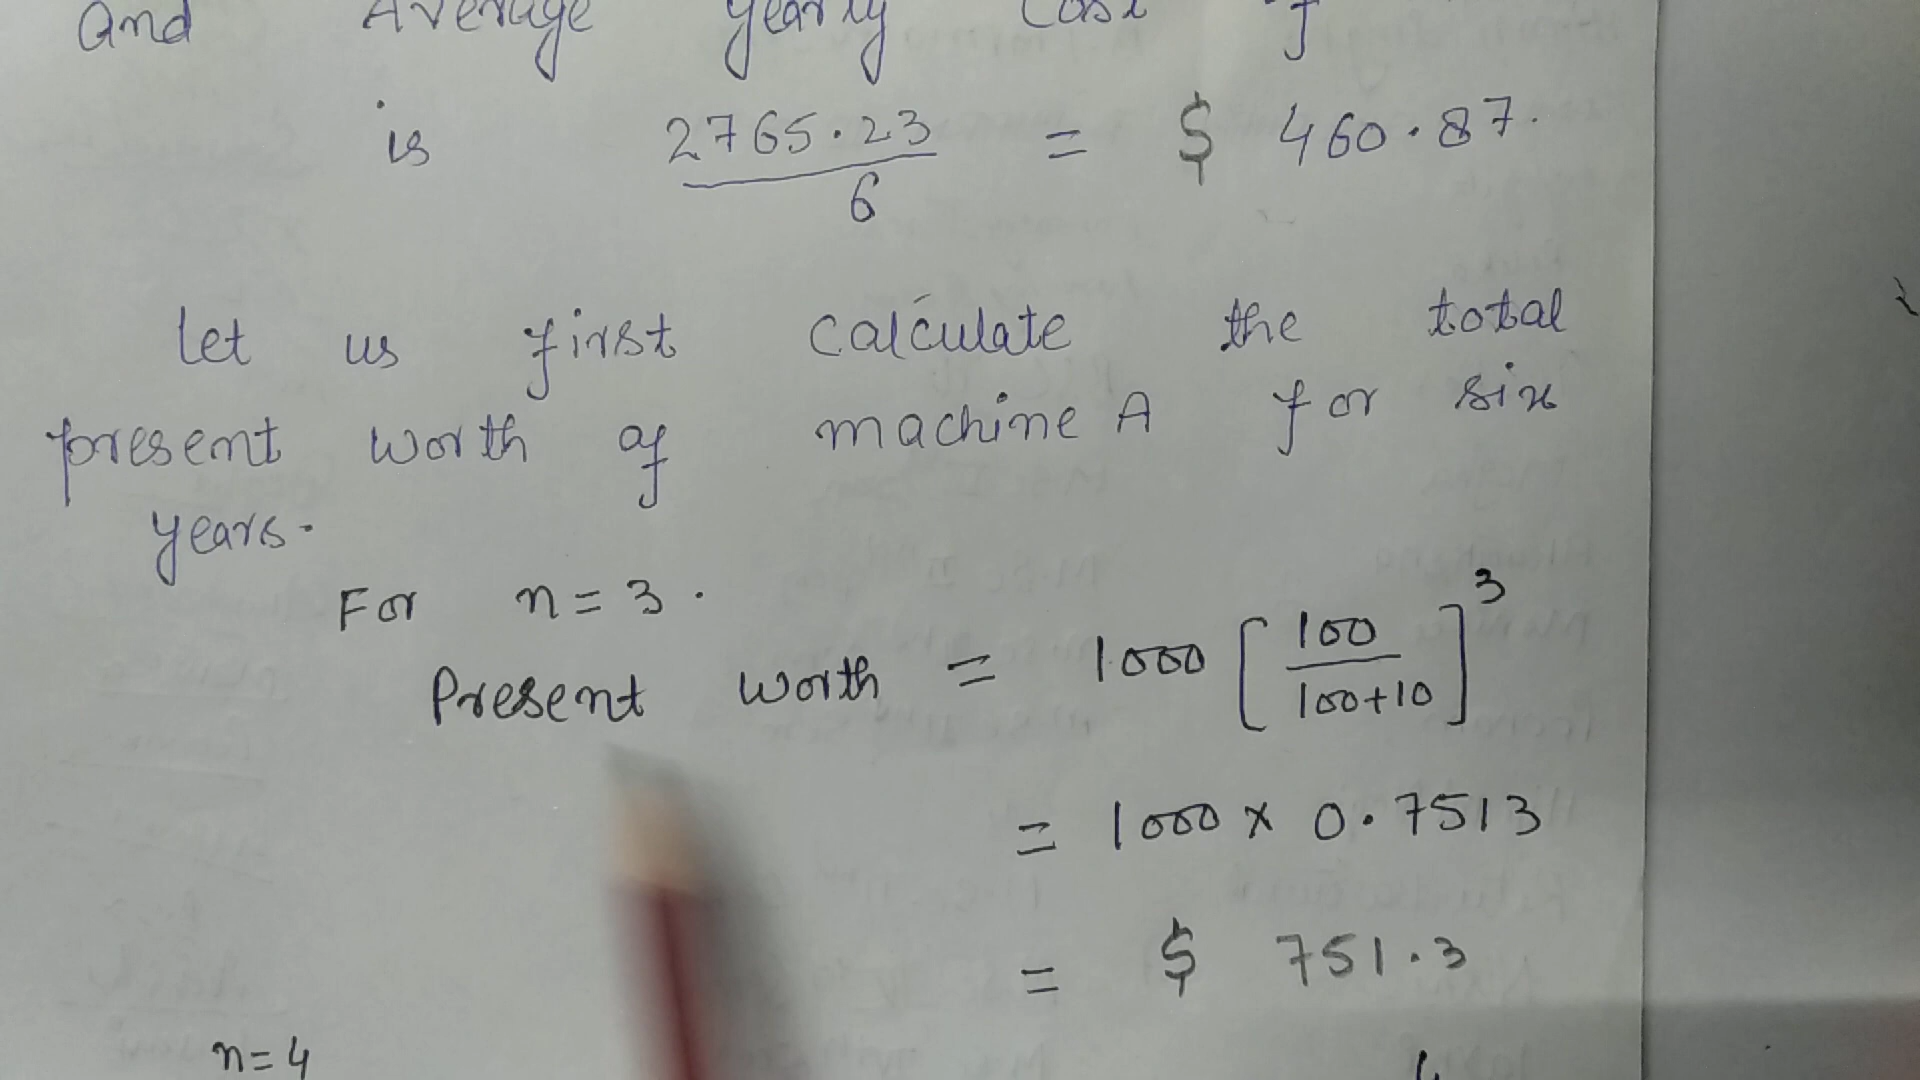 and Average yearly cost
is 2765.23/6 = $ 460.87.
Let us first calculate the total
present worth of machine A for six
years.
For n=3.
Present worth = 1000 [100/(100+10)]^3
= 1000 x 0.7513
= $ 751.3
n=4